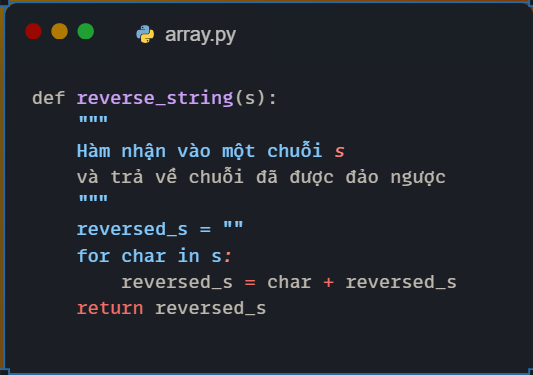 array.py
def reverse_string(s):
    """
    Hàm nhận vào một chuỗi s
    và trả về chuỗi đã được đảo ngược
    """
    reversed_s = ""
    for char in s:
        reversed_s = char + reversed_s
    return reversed_s